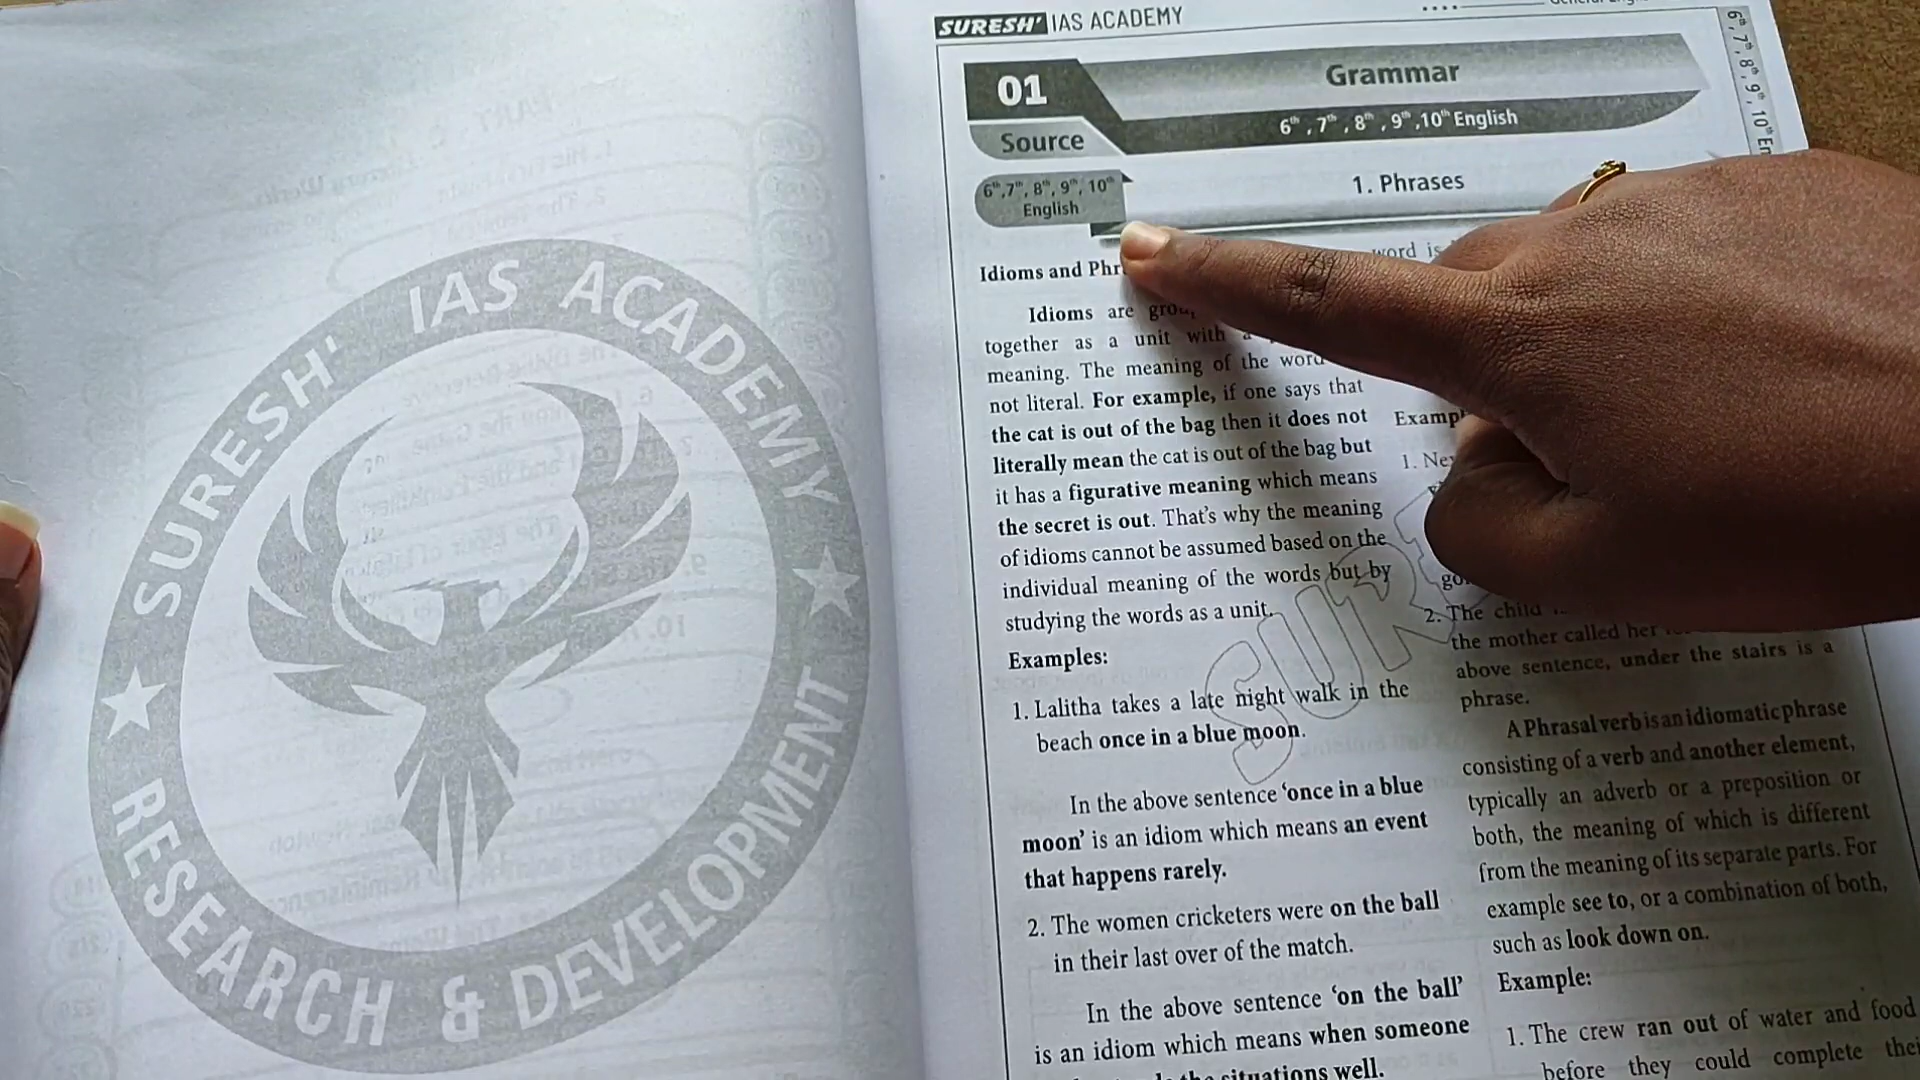 SURESH' IAS ACADEMY
RESEARCH & DEVELOPMENT
SURESH' IAS ACADEMY
01
Grammar
Source
6th, 7th, 8th, 9th, 10th English
6th, 7th, 8th, 9th, 10th
6th,7th, 8th, 9th, 10th
English
1. Phrases
Idioms and
word is
Idioms are
together as a unit with a
meaning. The meaning of the
not literal. For example, if one says that
the cat is out of the bag then it does not
literally mean the cat is out of the bag but
it has a figurative meaning which means
the secret is out. That's why the meaning
of idioms cannot be assumed based on the
individual meaning of the words but by
studying the words as a unit.
Examples:
1. Lalitha takes a late night walk in the
beach once in a blue moon.
In the above sentence 'once in a blue
moon' is an idiom which means an event
that happens rarely.
2. The women cricketers were on the ball
in their last over of the match.
In the above sentence 'on the ball'
is an idiom which means when someone
the situations well.
1.
2. The child
the mother called her
above sentence, under the stairs is a
phrase.
A Phrasal verb is an idiomatic phrase
consisting of a verb and another element,
typically an adverb or a preposition or
both, the meaning of which is different
from the meaning of its separate parts. For
example see to, or a combination of both,
such as look down on.
Example:
1. The crew ran out of water and food
before they could complete